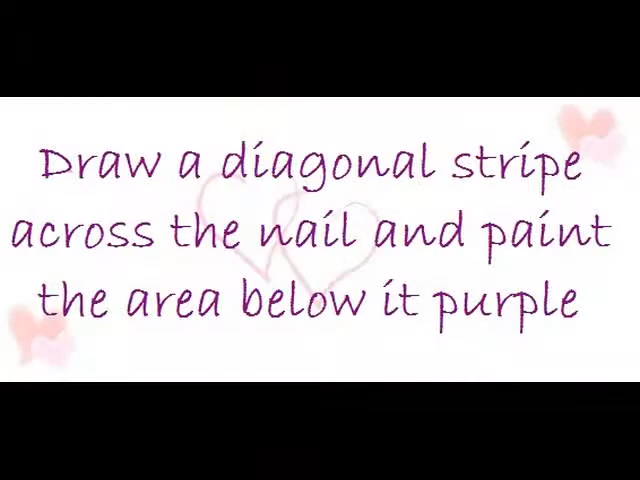 Draw a diagonal stripe
across the nail and paint
the area below it purple